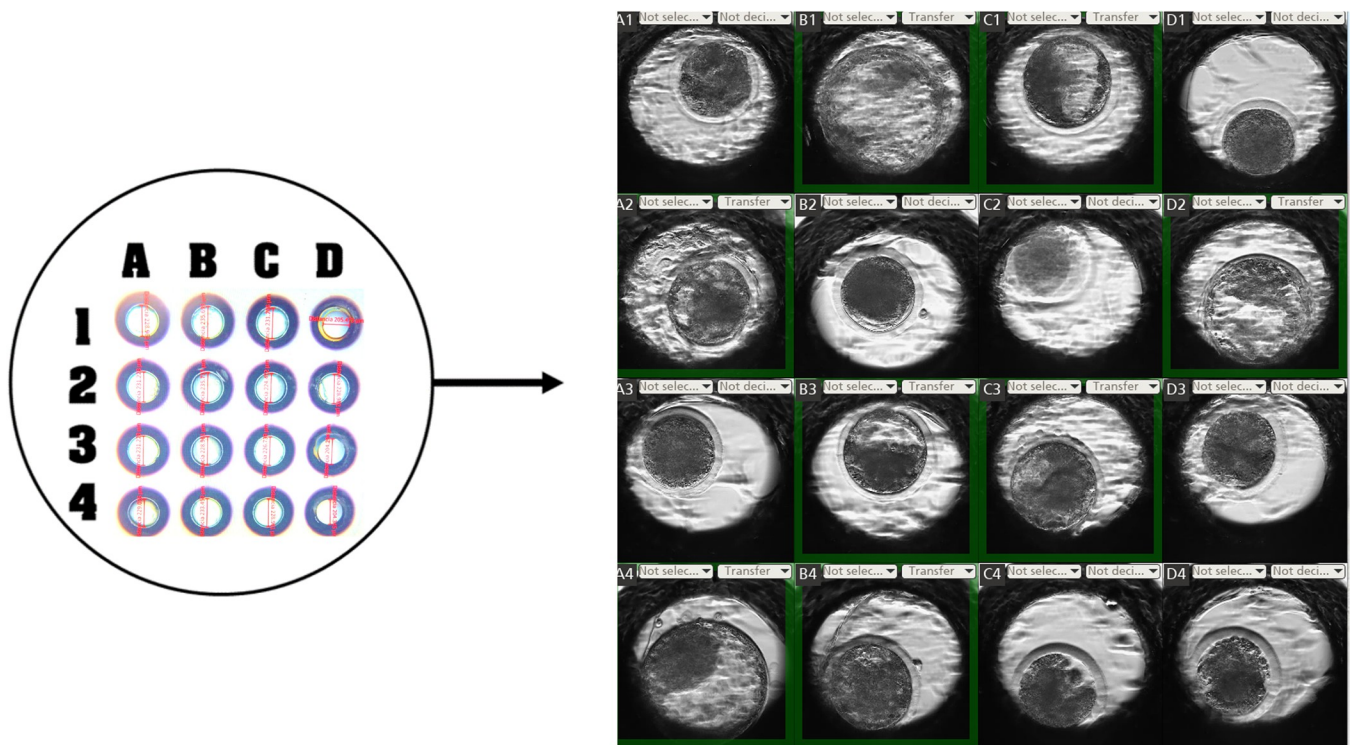 A1 Not selec... Not deci... B1 Not selec... Transfer C1 Not selec... Transfer D1 Not selec... Not deci...
A2 Not selec... Transfer B2 Not selec... Not deci... C2 Not selec... Not deci... D2 Not selec... Transfer
A B C D
1
2
3
4
A3 Not selec... Not deci... B3 Not selec... Transfer C3 Not selec... Transfer D3 Not selec... Not deci...
A4 Not selec... Transfer B4 Not selec... Transfer C4 Not selec... Not deci... D4 Not selec... Not deci...